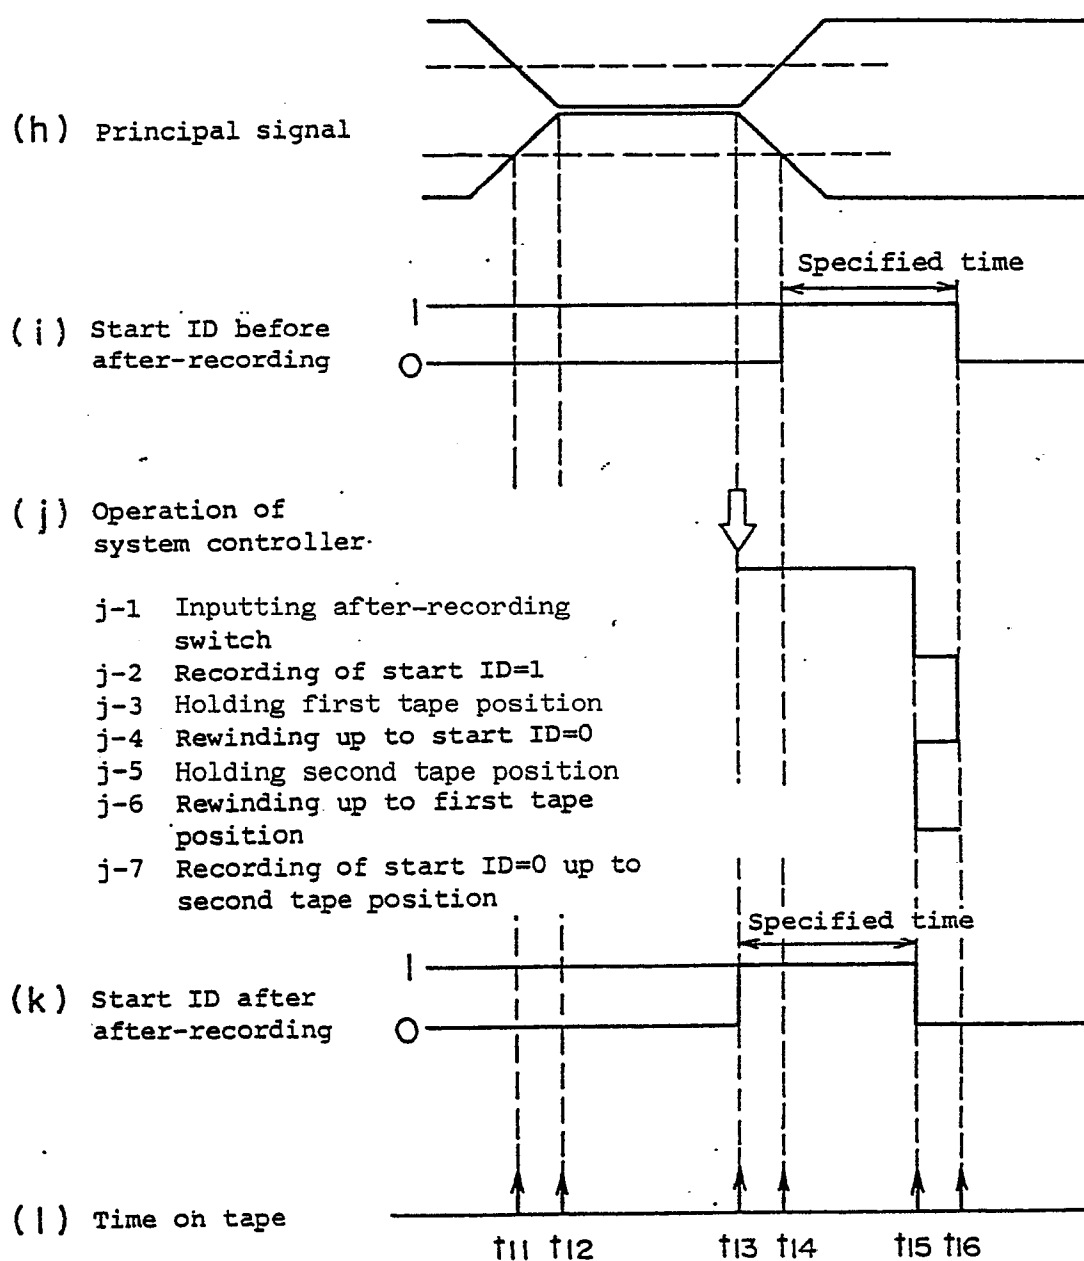 (h) Principal signal
Specified time
1
(i) Start ID before
after-recording
0
(j) Operation of
system controller
j-1 Inputting after-recording
switch
j-2 Recording of start ID=1
j-3 Holding first tape position
j-4 Rewinding up to start ID=0
j-5 Holding second tape position
j-6 Rewinding up to first tape
position
j-7 Recording of start ID=0 up to
second tape position
Specified time
1
(k) Start ID after
after-recording
0
(l) Time on tape
t11 t12 t13 t14 t15 t16